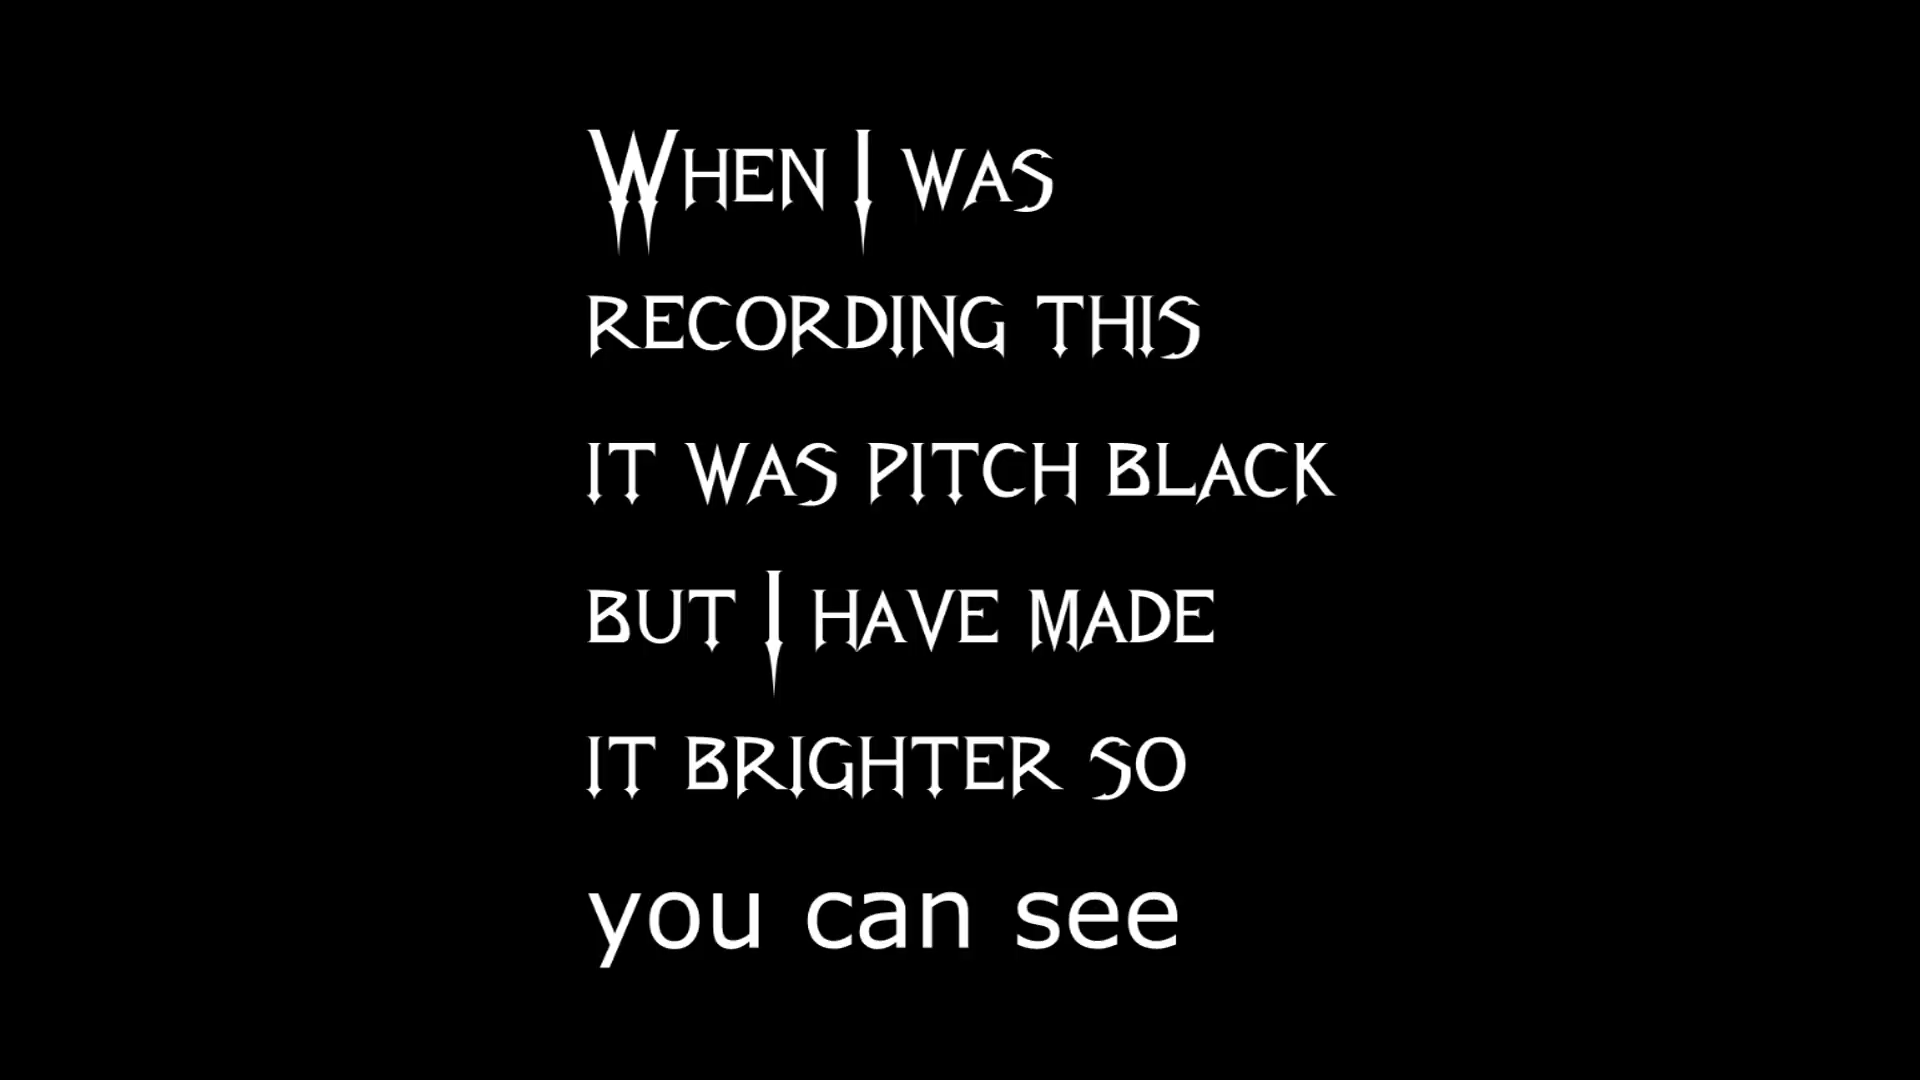 When I was
recording this
it was pitch black
but I have made
it brighter so
you can see